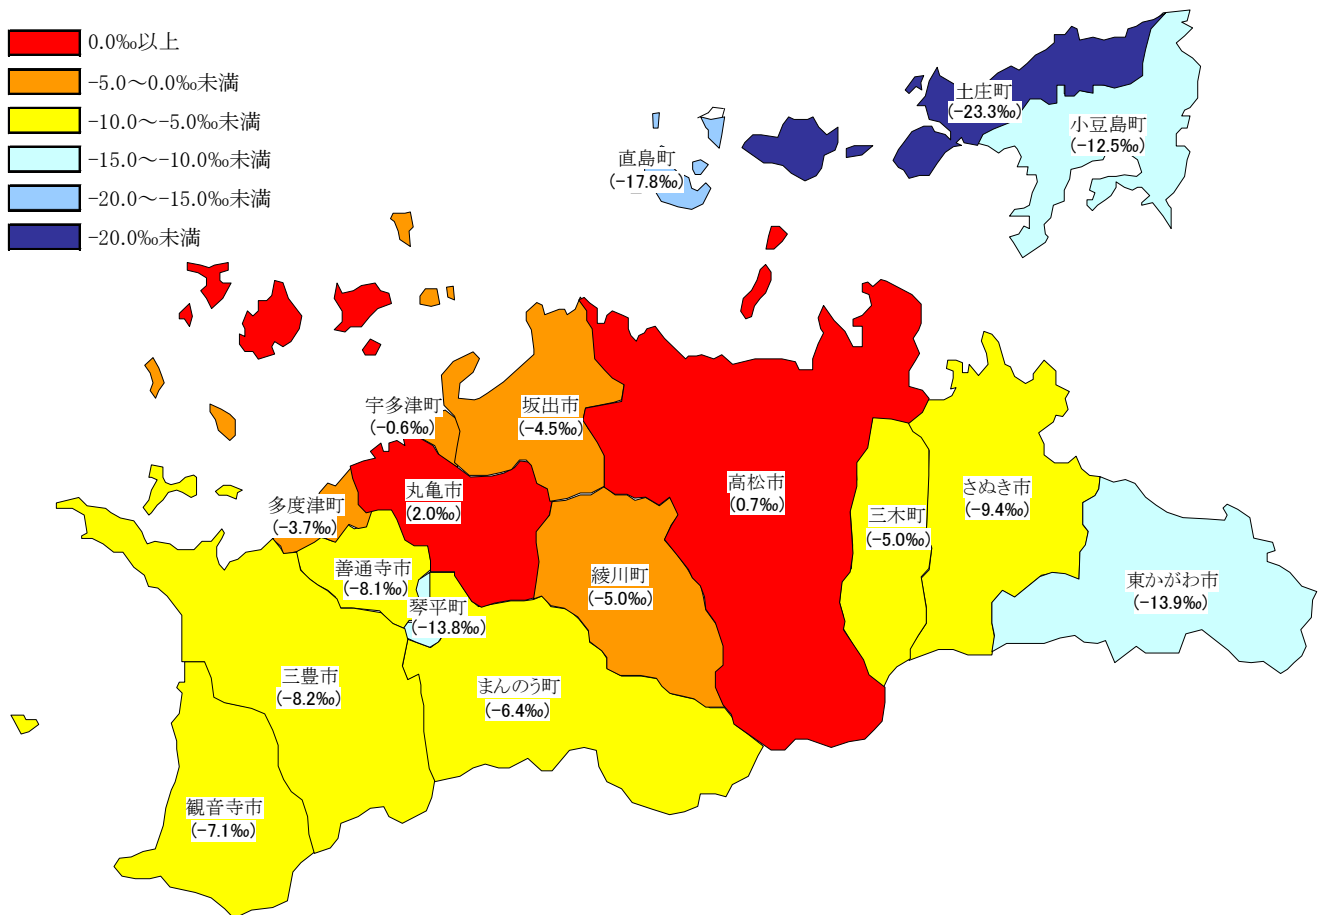 0.0‰以上
-5.0～0.0‰未満
-10.0～-5.0‰未満
-15.0～-10.0‰未満
-20.0～-15.0‰未満
-20.0‰未満
土庄町
(-23.3‰)
小豆島町
(-12.5‰)
直島町
(-17.8‰)
宇多津町
(-0.6‰)
坂出市
(-4.5‰)
高松市
(0.7‰)
丸亀市
(2.0‰)
さぬき市
(-9.4‰)
多度津町
(-3.7‰)
三木町
(-5.0‰)
善通寺市
(-8.1‰)
綾川町
(-5.0‰)
東かがわ市
(-13.9‰)
琴平町
(-13.8‰)
三豊市
(-8.2‰)
まんのう町
(-6.4‰)
観音寺市
(-7.1‰)